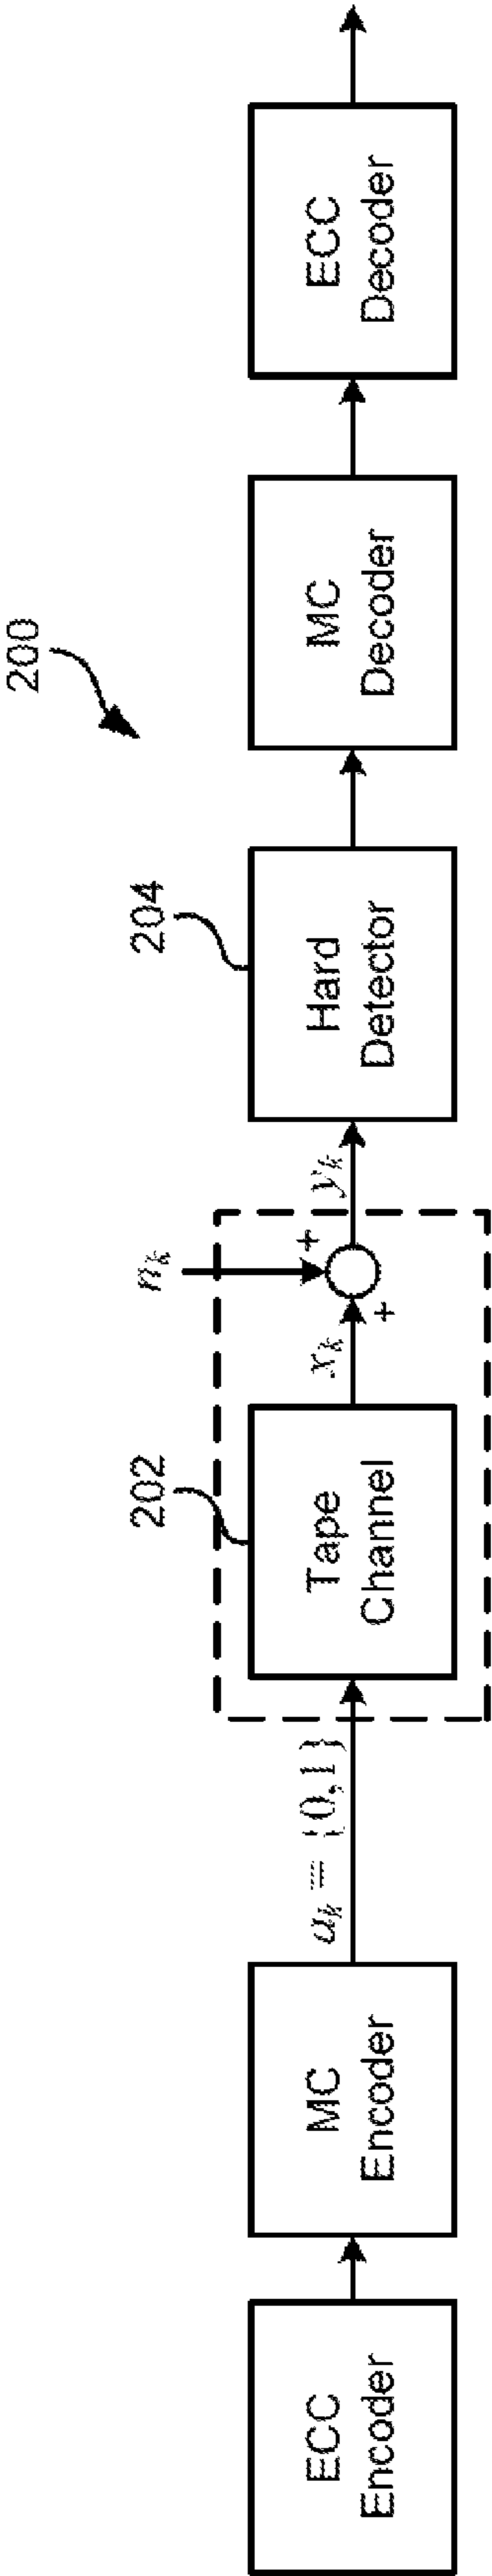 200
ECC
Encoder
MC
Encoder
u_k = {0,1}
202
Tape
Channel
x_k
+
n_k
+
y_k
204
Hard
Detector
MC
Decoder
ECC
Decoder